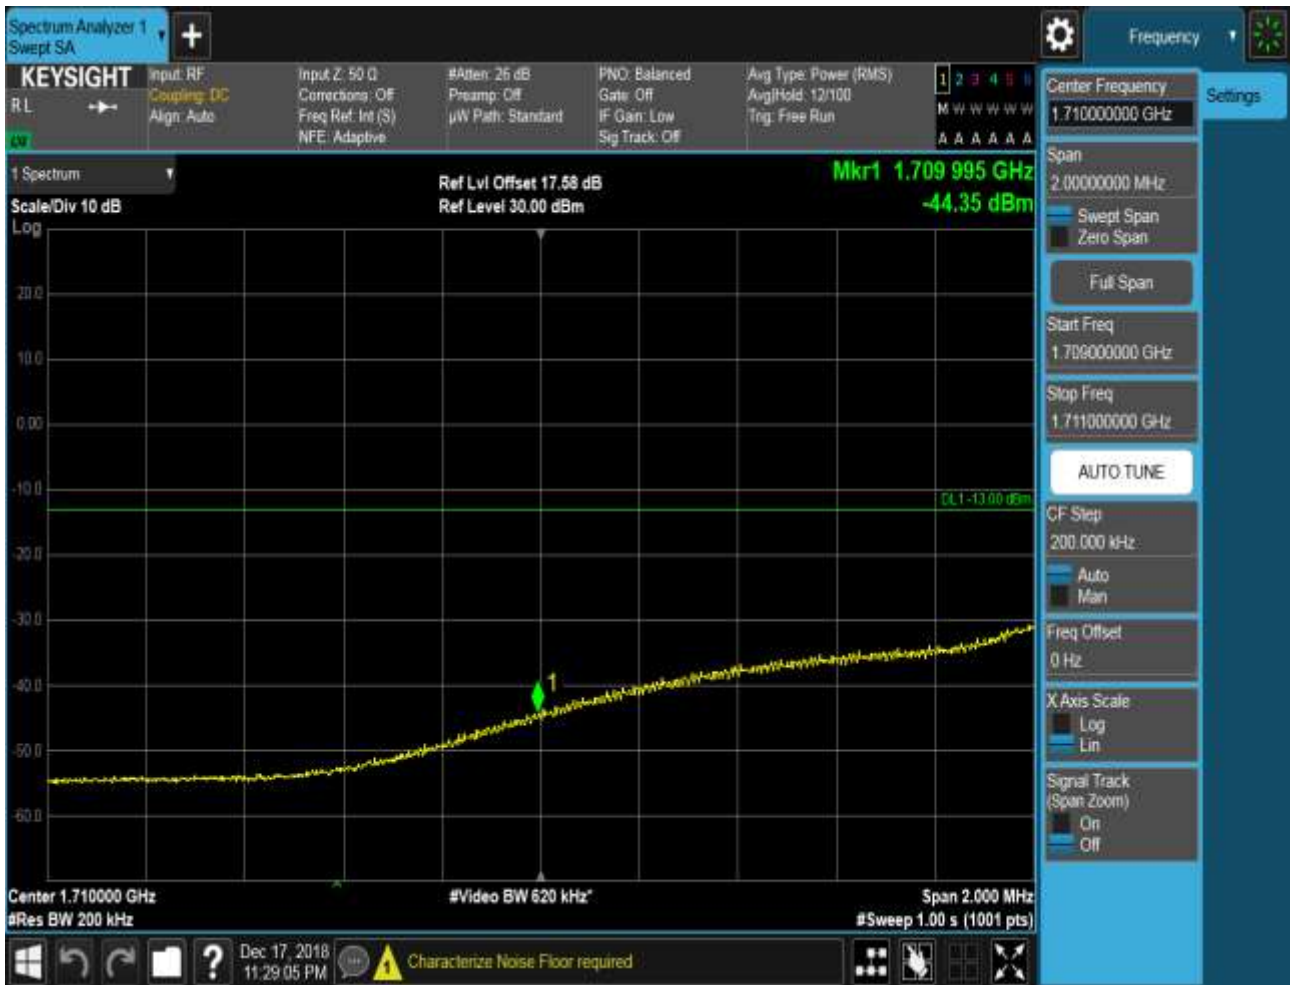 Spectrum Analyzer 1
Swept SA
Frequency
KEYSIGHT
R L
Input: RF
Coupling: DC
Align: Auto
Input Z: 50 Ω
Corrections: Off
Freq Ref: Int (S)
NFE: Adaptive
#Atten: 26 dB
Preamp: Off
µW Path: Standard
PNO: Balanced
Gate: Off
IF Gain: Low
Sig Track: Off
Avg Type: Power (RMS)
Avg|Hold: 12/100
Trig: Free Run
1 2 3 4 5 6
M W W W W W
A A A A A A
1 Spectrum
Scale/Div 10 dB
Log
Ref Lvl Offset 17.58 dB
Ref Level 30.00 dBm
Mkr1 1.709 995 GHz
-44.35 dBm
20.0
10.0
0.00
-10.0
DL1 -13.00 dBm
-20.0
-30.0
-40.0
1
-50.0
-60.0
Center 1.710000 GHz
#Res BW 200 kHz
#Video BW 620 kHz*
Span 2.000 MHz
#Sweep 1.00 s (1001 pts)
Center Frequency
1.710000000 GHz
Settings
Span
2.00000000 MHz
Swept Span
Zero Span
Full Span
Start Freq
1.709000000 GHz
Stop Freq
1.711000000 GHz
AUTO TUNE
CF Step
200.000 kHz
Auto
Man
Freq Offset
0 Hz
X Axis Scale
Log
Lin
Signal Track
(Span Zoom)
On
Off
?
Dec 17, 2018
11:29:05 PM
Characterize Noise Floor required